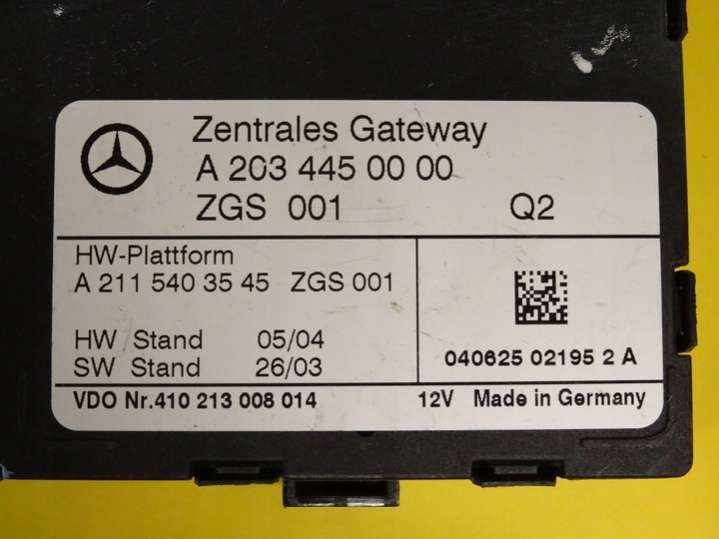 Zentrales Gateway
A 203 445 00 00
ZGS 001 Q2
HW-Plattform
A 211 540 35 45 ZGS 001
HW Stand 05/04
SW Stand 26/03
040625 02195 2 A
VDO Nr.410 213 008 014 12V Made in Germany